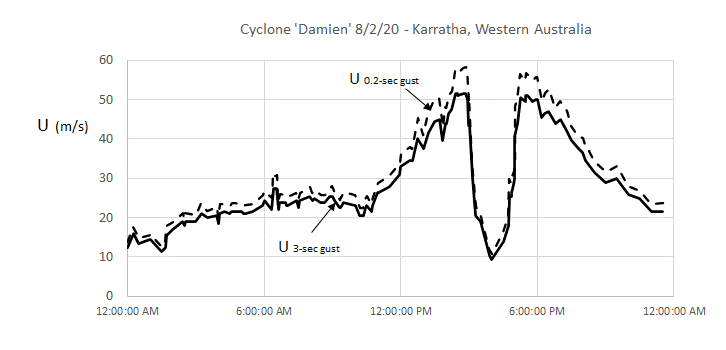 Cyclone 'Damien' 8/2/20 - Karratha, Western Australia
60
50
40
30
20
10
0
U (m/s)
U 0.2-sec gust
U 3-sec gust
12:00:00 AM 6:00:00 AM 12:00:00 PM 6:00:00 PM 12:00:00 AM